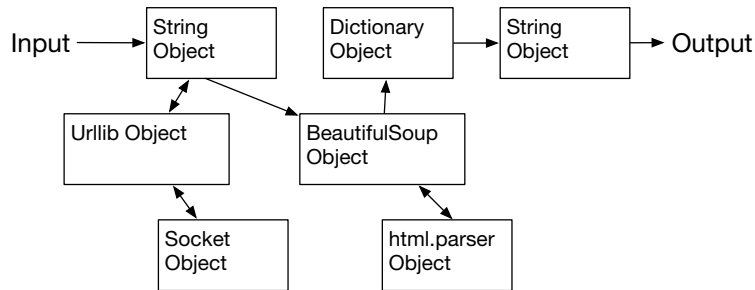 Input
String
Object
Dictionary
Object
String
Object
Output
Urllib Object
BeautifulSoup
Object
Socket
Object
html.parser
Object